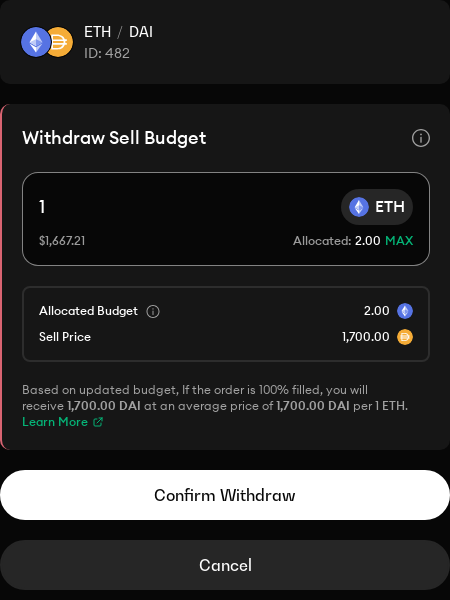 ETH / DAI
ID: 482
Withdraw Sell Budget
1
ETH
$1,667.21
Allocated: 2.00 MAX
Allocated Budget
2.00
Sell Price
1,700.00
Based on updated budget, If the order is 100% filled, you will
receive 1,700.00 DAI at an average price of 1,700.00 DAI per 1 ETH.
Learn More
Confirm Withdraw
Cancel